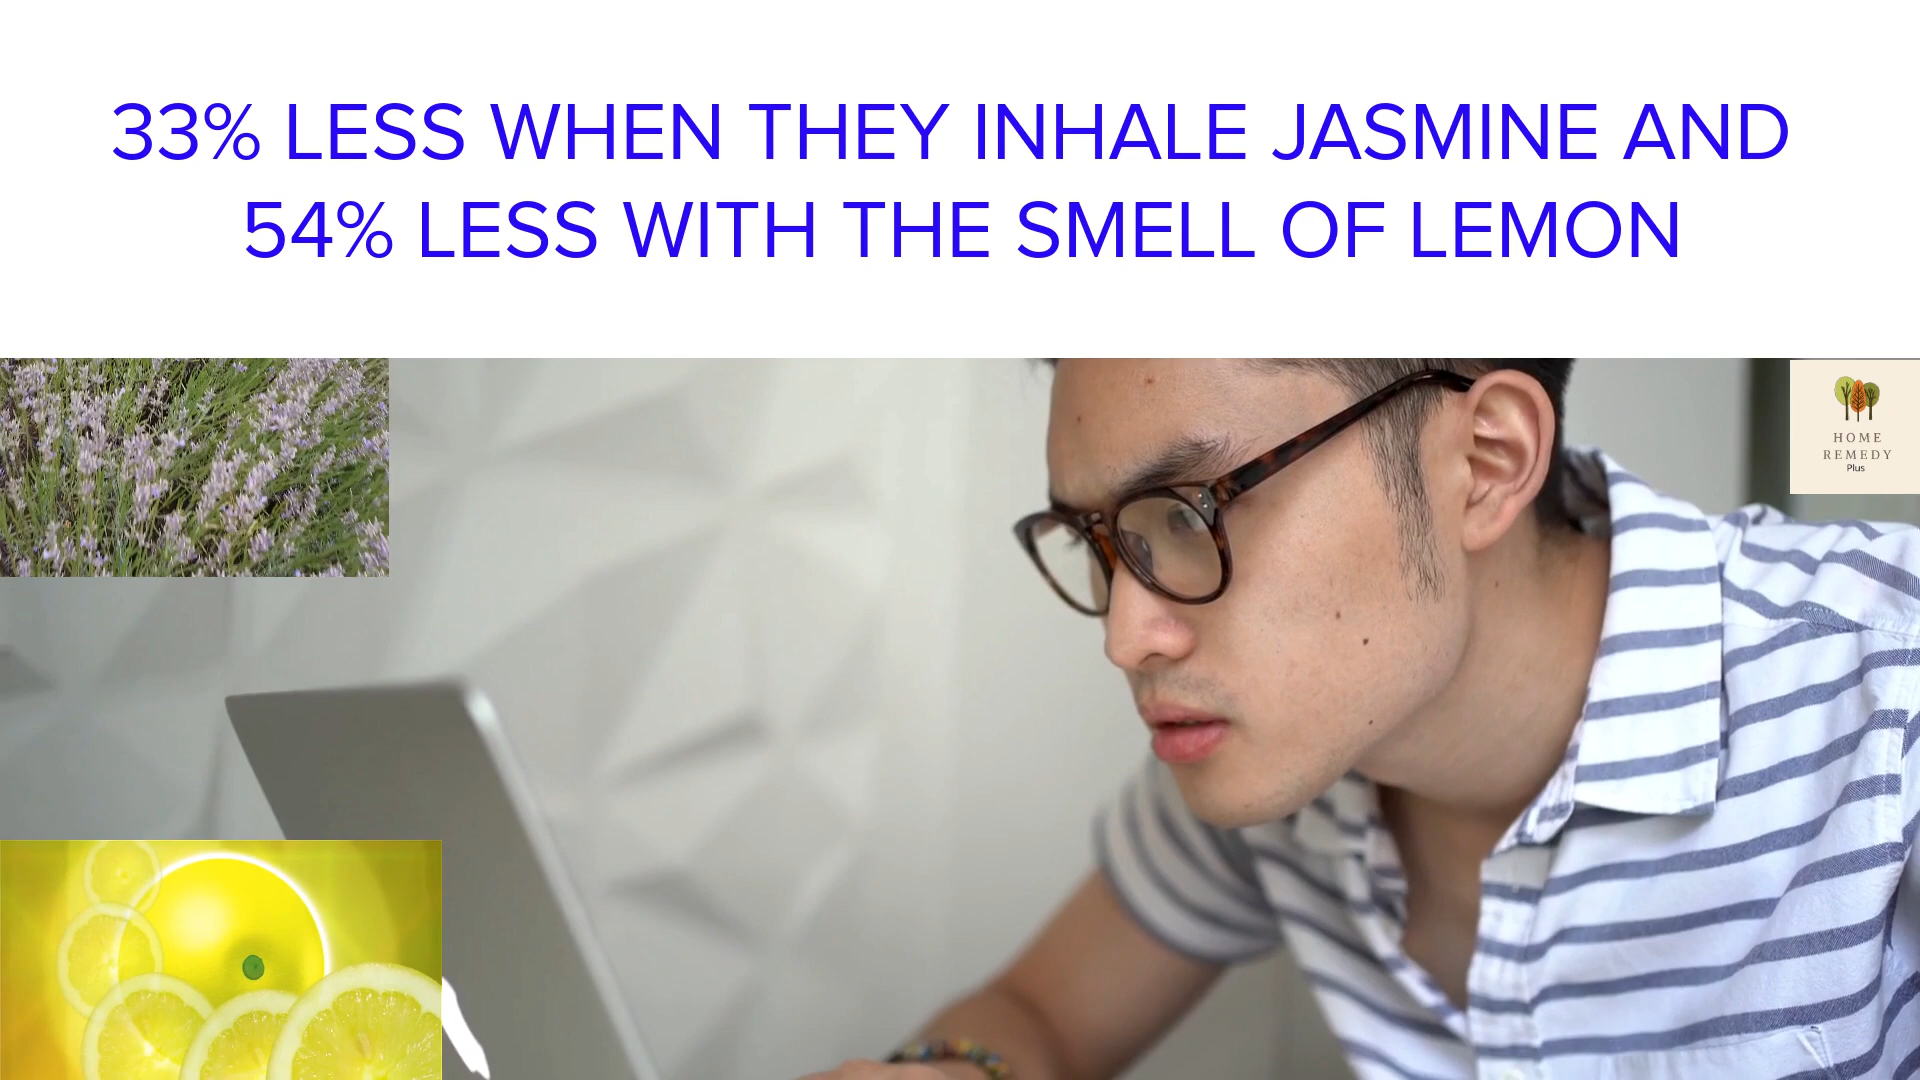 33% LESS WHEN THEY INHALE JASMINE AND
54% LESS WITH THE SMELL OF LEMON
HOME
REMEDY
Plus